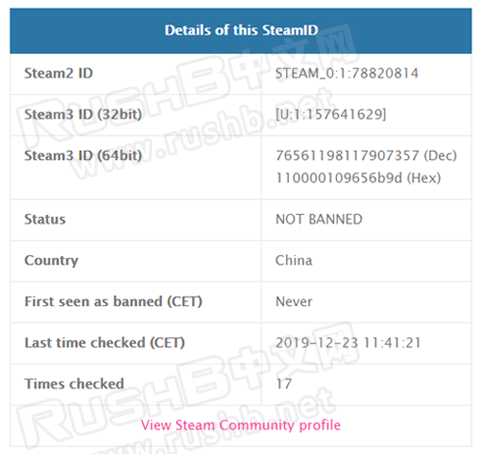 Details of this SteamID
Steam2 ID STEAM_0:1:78820814
Steam3 ID (32bit) [U:1:157641629]
Steam3 ID (64bit) 76561198117907357 (Dec)
110000109656b9d (Hex)
Status NOT BANNED
Country China
First seen as banned (CET) Never
Last time checked (CET) 2019-12-23 11:41:21
Times checked 17
View Steam Community profile
RushB中文网
www.rushb.net
RushB中文网
www.rushb.net